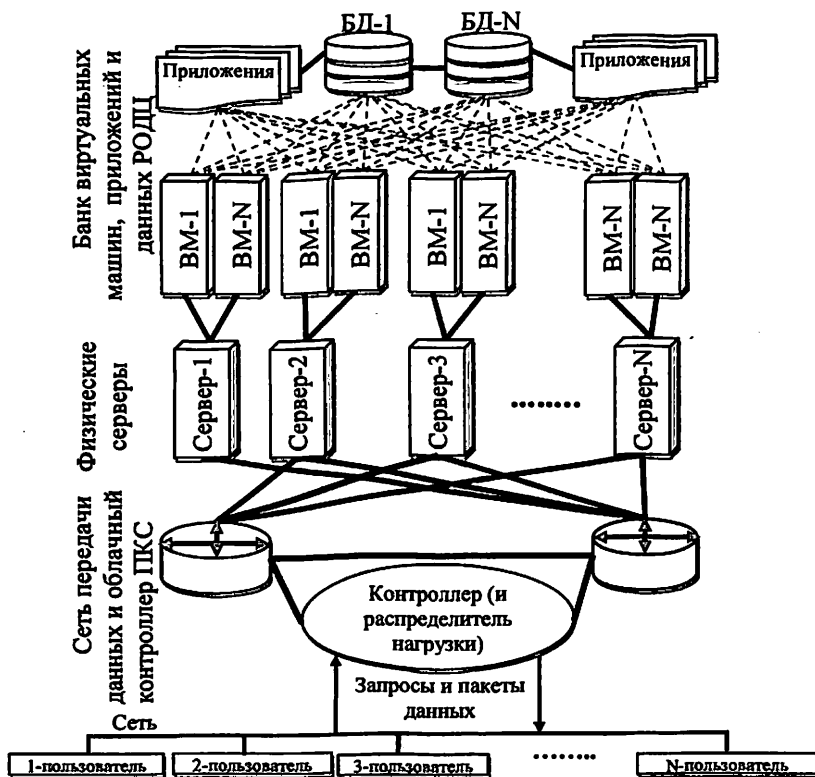 БД-1
БД-N
Приложения
Приложения
Банк виртуальных
машин, приложений и
данных РОДЦ
ВМ-1
ВМ-N
ВМ-1
ВМ-N
ВМ-1
ВМ-N
ВМ-N
ВМ-N
Физические
серверы
Сервер-1
Сервер-2
Сервер-3
........
Сервер-N
Сеть передачи
данных и облачный
контроллер ПКС
Контроллер (и
распределитель
нагрузки)
Запросы и пакеты
данных
Сеть
1-пользователь
2-пользователь
3-пользователь
........
N-пользователь